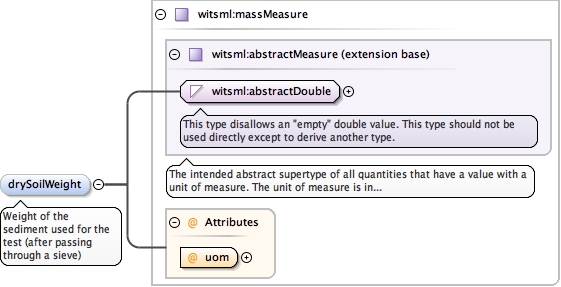 witsml:massMeasure
witsml:abstractMeasure (extension base)
witsml:abstractDouble
This type disallows an "empty" double value. This type should not be
used directly except to derive another type.
The intended abstract supertype of all quantities that have a value with a
unit of measure. The unit of measure is in...
drySoilWeight
Weight of the
sediment used for the
test (after passing
through a sieve)
@ Attributes
@ uom